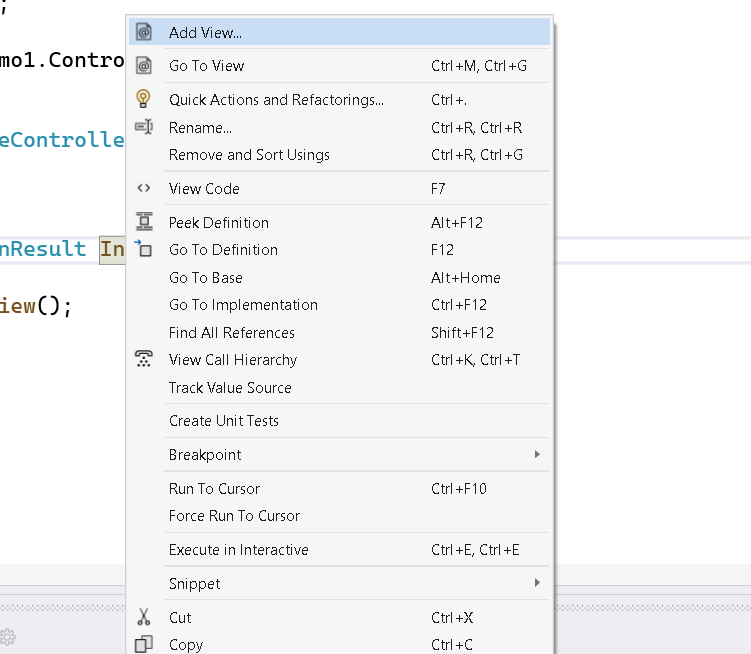 ;
Add View...
mo1.Contro
Go To View Ctrl+M, Ctrl+G
Quick Actions and Refactorings... Ctrl+.
Rename... Ctrl+R, Ctrl+R
eControlle
Remove and Sort Usings Ctrl+R, Ctrl+G
View Code F7
Peek Definition Alt+F12
nResult In
Go To Definition F12
Go To Base Alt+Home
iew();
Go To Implementation Ctrl+F12
Find All References Shift+F12
View Call Hierarchy Ctrl+K, Ctrl+T
Track Value Source
Create Unit Tests
Breakpoint
Run To Cursor Ctrl+F10
Force Run To Cursor
Execute in Interactive Ctrl+E, Ctrl+E
Snippet
Cut Ctrl+X
Copy Ctrl+C